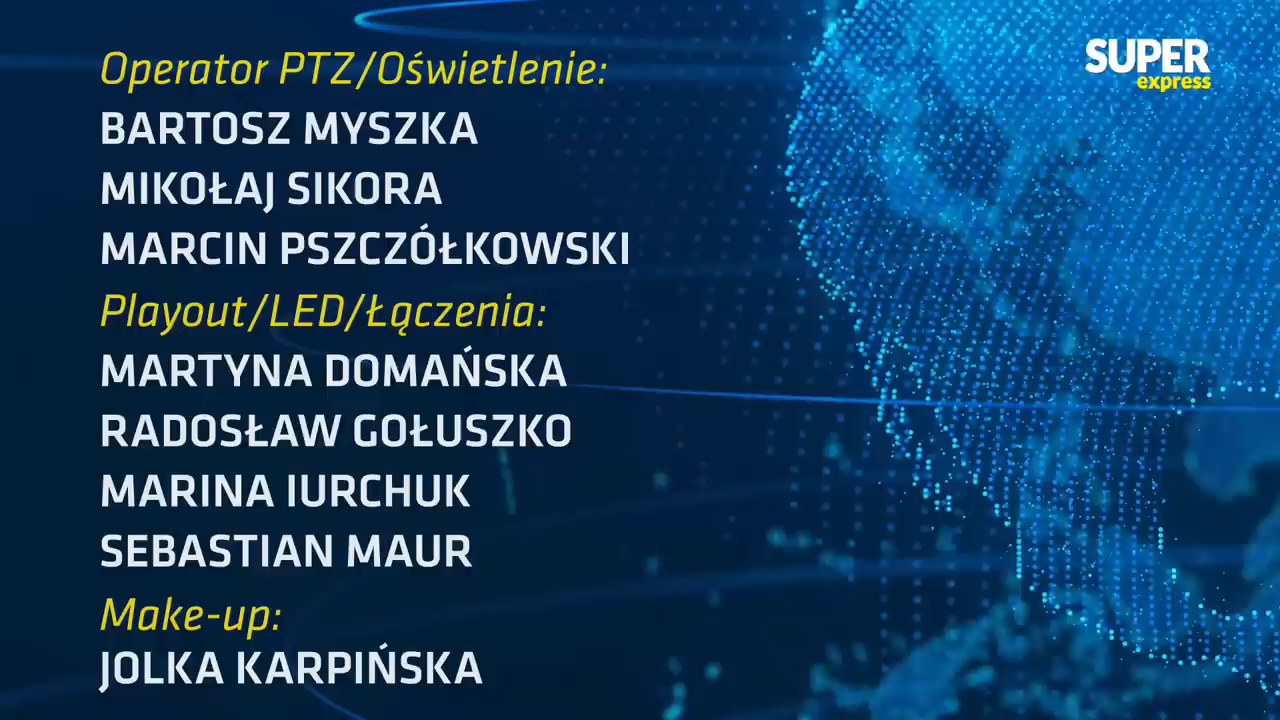 Operator PTZ/Oświetlenie:
BARTOSZ MYSZKA
MIKOŁAJ SIKORA
MARCIN PSZCZÓŁKOWSKI
Playout/LED/Łączenia:
MARTYNA DOMAŃSKA
RADOSŁAW GOŁUSZKO
MARINA IURCHUK
SEBASTIAN MAUR
Make-up:
JOLKA KARPIŃSKA
SUPER
express